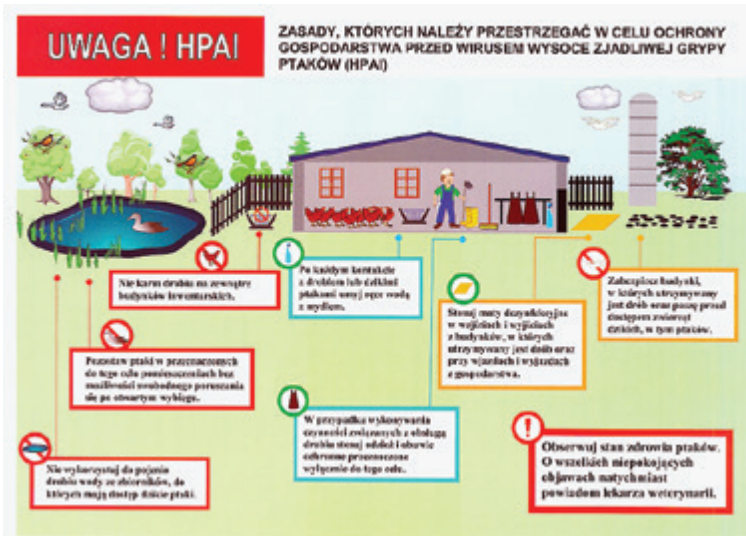 UWAGA ! HPAI
ZASADY, KTÓRYCH NALEŻY PRZESTRZEGAĆ W CELU OCHRONY
GOSPODARSTWA PRZED WIRUSEM WYSOCE ZJADLIWEJ GRYPY
PTAKÓW (HPAI)
Nie karm drobiu na zewnątrz
budynków inwentarskich.
Po każdym kontakcie
z drobiem lub dzikimi
ptakami umyj ręce wodą
z mydłem.
Zabezpiecz budynki,
w których utrzymywany
jest drób oraz paszę przed
dostępem zwierząt
dzikich, w tym ptaków.
Stosuj maty dezynfekcyjne
w wejściach i wyjściach
z budynków, w których
utrzymywany jest drób oraz
przy wjazdach i wyjazdach
z gospodarstwa.
Pozostaw ptaki w przeznaczonych
do tego celu pomieszczeniach bez
możliwości swobodnego poruszania
się po otwartym wybiegu.
W przypadku wykonywania
czynności związanych z obsługą
drobiu stosuj odzież i obuwie
ochronne przeznaczone
wyłącznie do tego celu.
Nie wykorzystuj do pojenia
drobiu wody ze zbiorników, do
których mają dostęp dzikie ptaki.
Obserwuj stan zdrowia ptaków.
O wszelkich niepokojących
objawach natychmiast
powiadom lekarza weterynarii.